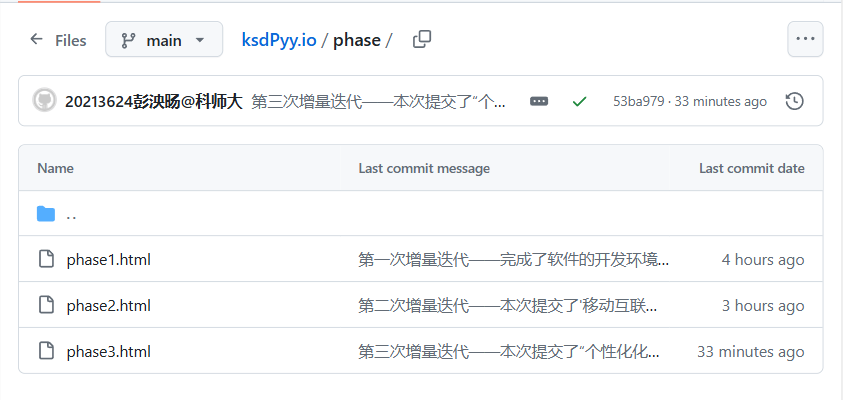 Files main ksdPyy.io / phase /
20213624彭泱旸@科师大 第三次增量迭代——本次提交了“个... 53ba979 · 33 minutes ago
Name Last commit message Last commit date
..
phase1.html 第一次增量迭代——完成了软件的开发环境... 4 hours ago
phase2.html 第二次增量迭代——本次提交了'移动互联... 3 hours ago
phase3.html 第三次增量迭代——本次提交了“个性化化... 33 minutes ago